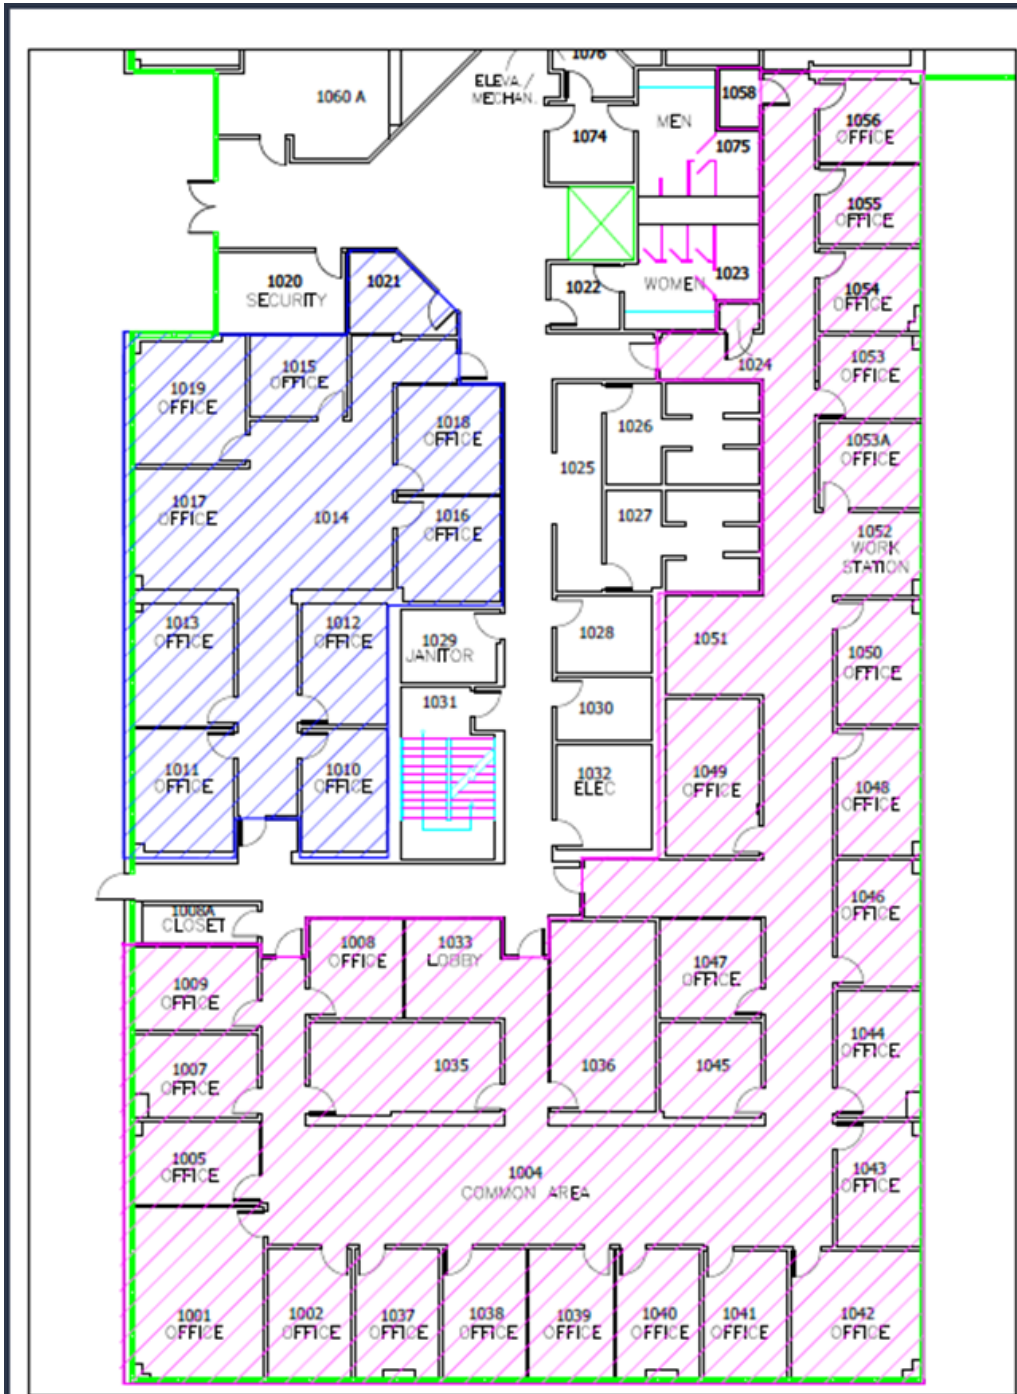 1076
ELEVA./
MECHAN.
1060 A
1058
MEN
1074
1075
1056
OFFICE
1055
OFFICE
1020
SECURITY
1021
1022
WOMEN
1023
1054
OFFICE
1024
1053
OFFICE
1019
OFFICE
1015
OFFICE
1018
OFFICE
1026
1053A
OFFICE
1025
1017
OFFICE
1014
1016
OFFICE
1027
1052
WORK
STATION
1013
OFFICE
1012
OFFICE
1029
JANITOR
1028
1051
1050
OFFICE
1031
1030
1011
OFFICE
1010
OFFICE
1032
ELEC
1049
OFFICE
1048
OFFICE
1008A
CLOSET
1046
OFFICE
1008
OFFICE
1033
LOBBY
1047
OFFICE
1009
OFFICE
1044
OFFICE
1007
OFFICE
1035
1036
1045
1005
OFFICE
1004
COMMON AREA
1043
OFFICE
1001
OFFICE
1002
OFFICE
1037
OFFICE
1038
OFFICE
1039
OFFICE
1040
OFFICE
1041
OFFICE
1042
OFFICE